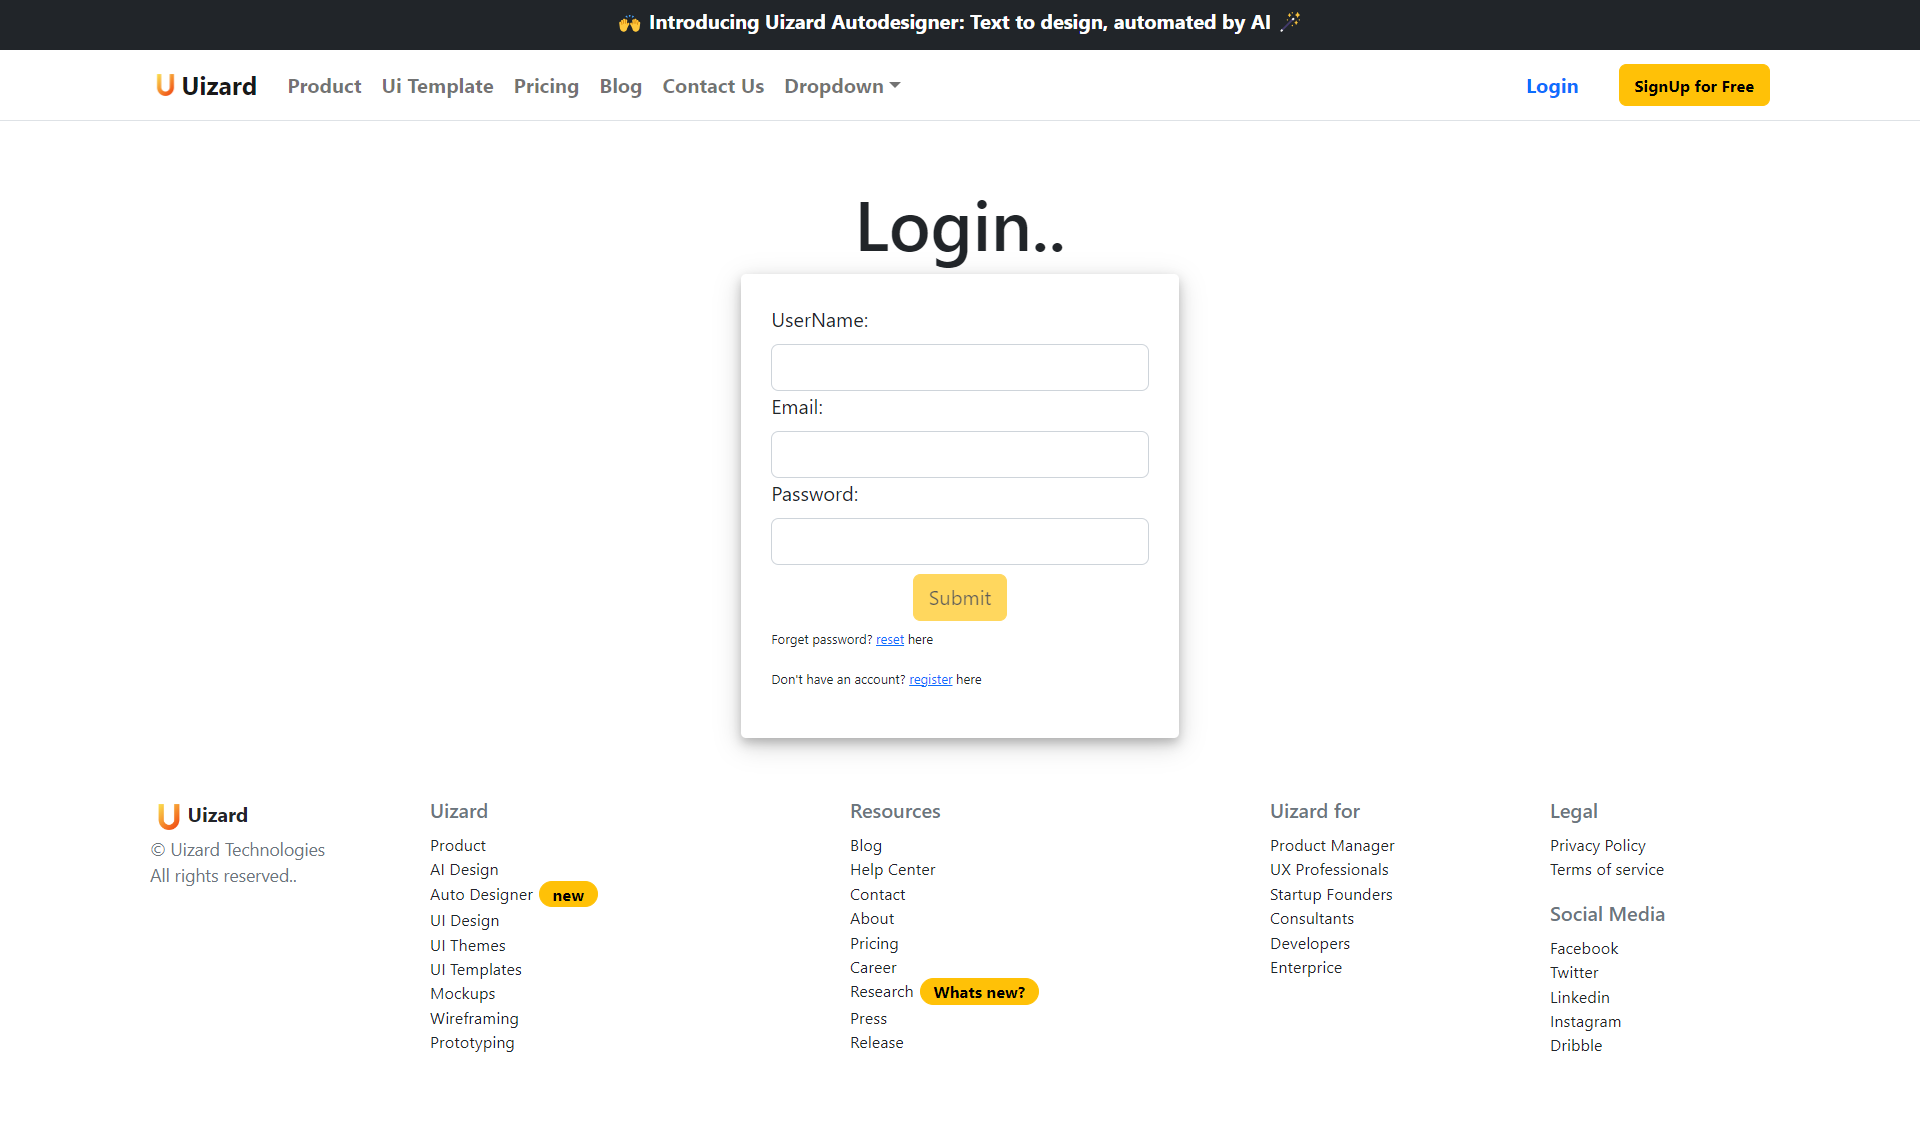 🙌 Introducing Uizard Autodesigner: Text to design, automated by AI 🪄
Uizard Product Ui Template Pricing Blog Contact Us Dropdown Login SignUp for Free
Login..
UserName:
Email:
Password:
Submit
Forget password? reset here
Don't have an account? register here
Uizard
© Uizard Technologies
All rights reserved..
Uizard
Product
AI Design
Auto Designer new
UI Design
UI Themes
UI Templates
Mockups
Wireframing
Prototyping
Resources
Blog
Help Center
Contact
About
Pricing
Career
Research Whats new?
Press
Release
Uizard for
Product Manager
UX Professionals
Startup Founders
Consultants
Developers
Enterprice
Legal
Privacy Policy
Terms of service
Social Media
Facebook
Twitter
Linkedin
Instagram
Dribble